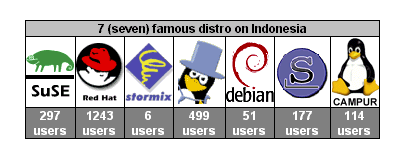 7 (seven) famous distro on Indonesia
SuSE
Red Hat
stormix
debian
S
CAMPUR
297 users
1243 users
6 users
499 users
51 users
177 users
114 users